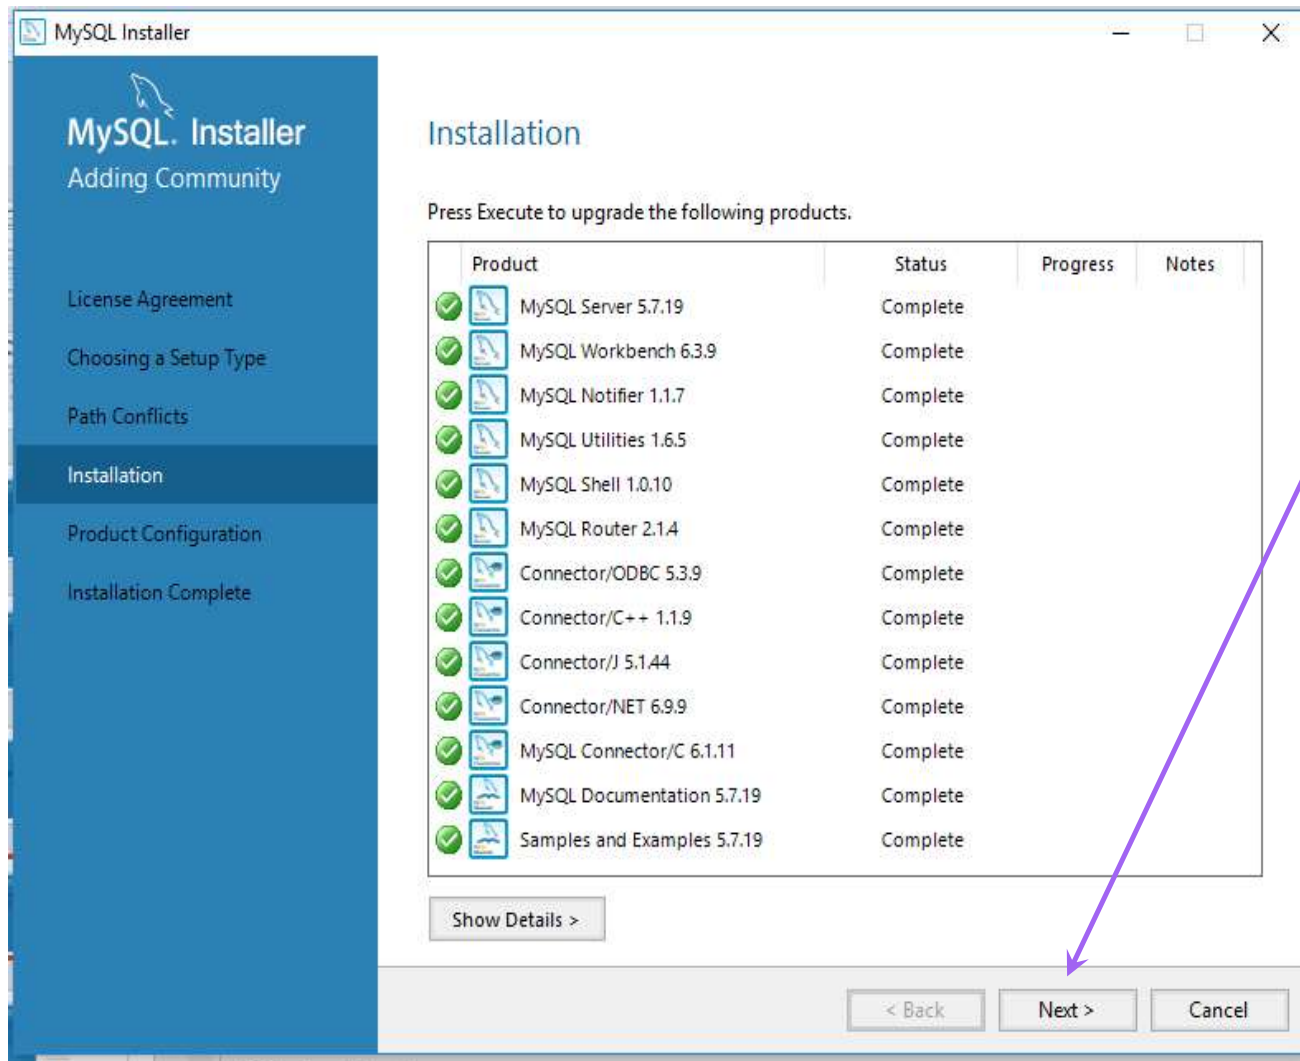 MySQL Installer
MySQL. Installer
Adding Community
License Agreement
Choosing a Setup Type
Path Conflicts
Installation
Product Configuration
Installation Complete
Installation
Press Execute to upgrade the following products.
Product Status Progress Notes
MySQL Server 5.7.19 Complete
MySQL Workbench 6.3.9 Complete
MySQL Notifier 1.1.7 Complete
MySQL Utilities 1.6.5 Complete
MySQL Shell 1.0.10 Complete
MySQL Router 2.1.4 Complete
Connector/ODBC 5.3.9 Complete
Connector/C++ 1.1.9 Complete
Connector/J 5.1.44 Complete
Connector/NET 6.9.9 Complete
MySQL Connector/C 6.1.11 Complete
MySQL Documentation 5.7.19 Complete
Samples and Examples 5.7.19 Complete
Show Details >
< Back Next > Cancel